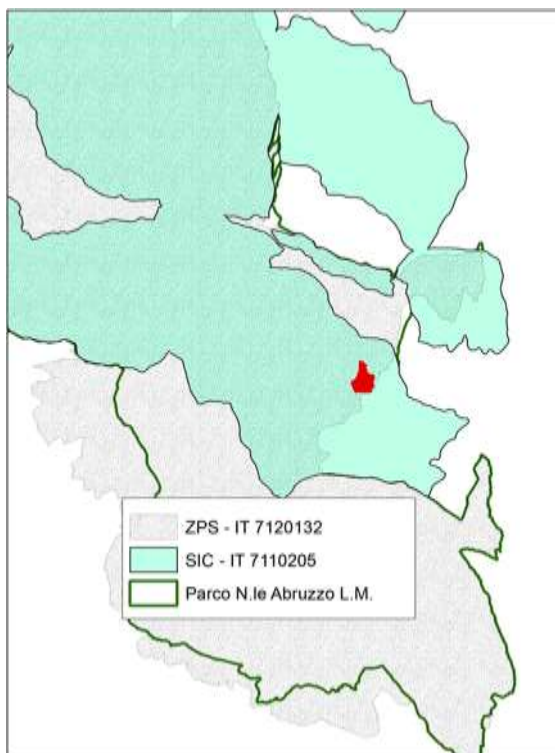 ZPS - IT 7120132
SIC - IT 7110205
Parco N.le Abruzzo L.M.